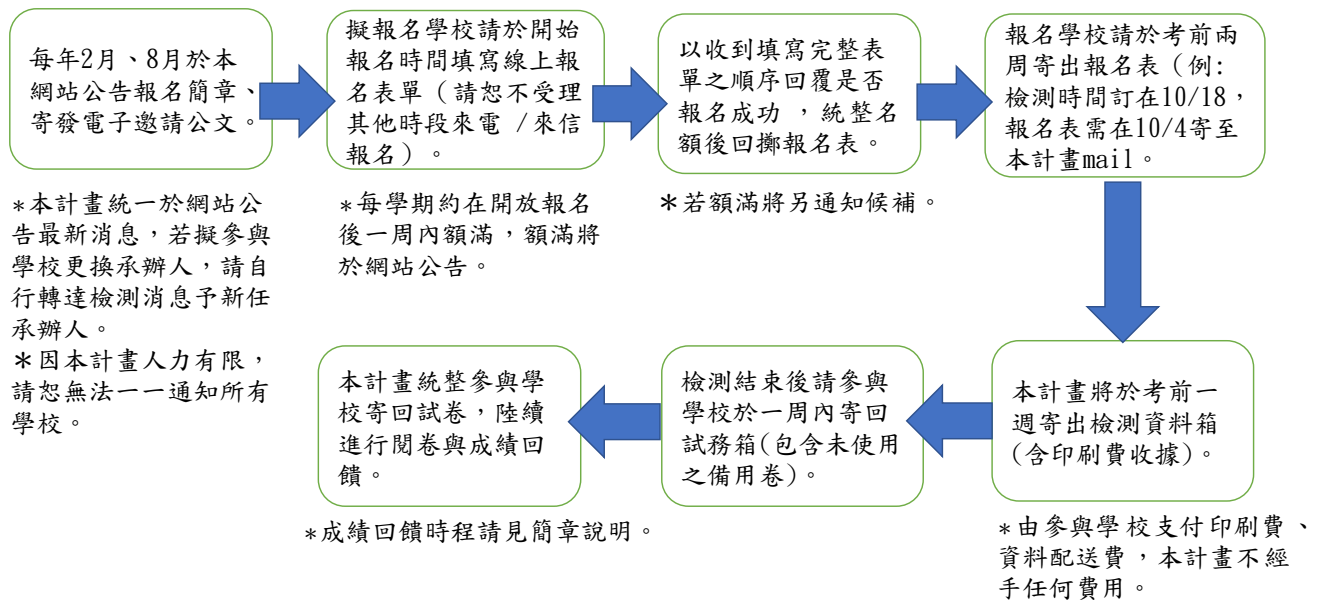 每年2月、8月於本
網站公告報名簡章、
寄發電子邀請公文。
*本計畫統一於網站公
告最新消息，若擬參與
學校更換承辦人，請自
行轉達檢測消息予新任
承辦人。
＊因本計畫人力有限，
請恕無法一一通知所有
學校。
擬報名學校請於開始
報名時間填寫線上報
名表單（請恕不受理
其他時段來電 /來信
報名）。
*每學期約在開放報名
後一周內額滿，額滿將
於網站公告。
以收到填寫完整表
單之順序回覆是否
報名成功 ，統整名
額後回擲報名表。
＊若額滿將另通知候補。
報名學校請於考前兩
周寄出報名表（例：
檢測時間訂在10/18，
報名表需在10/4寄至
本計畫mail。
本計畫將於考前一
週寄出檢測資料箱
(含印刷費收據)。
*由參與學校支付印刷費、
資料配送費，本計畫不經
手任何費用。
檢測結束後請參與
學校於一周內寄回
試務箱(包含未使用
之備用卷)。
本計畫統整參與學
校寄回試卷，陸續
進行閱卷與成績回
饋。
*成績回饋時程請見簡章說明。